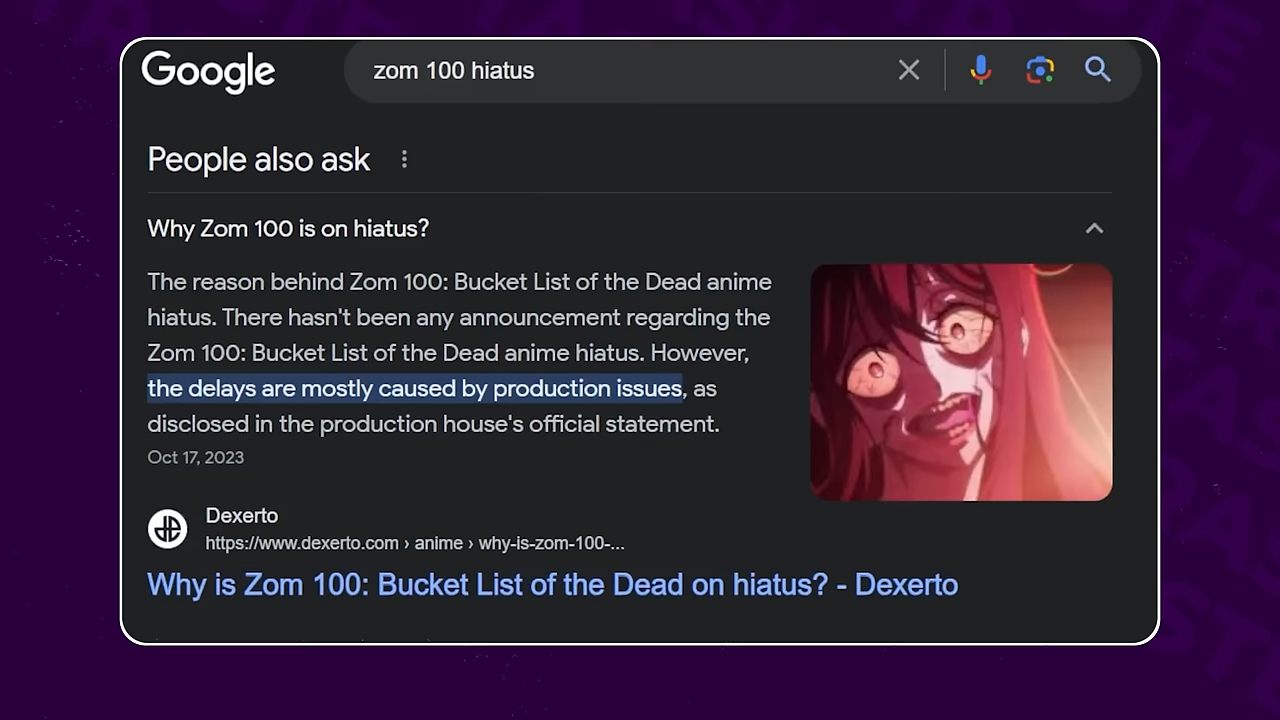 Google
zom 100 hiatus
People also ask
Why Zom 100 is on hiatus?
The reason behind Zom 100: Bucket List of the Dead anime
hiatus. There hasn't been any announcement regarding the
Zom 100: Bucket List of the Dead anime hiatus. However,
the delays are mostly caused by production issues, as
disclosed in the production house's official statement.
Oct 17, 2023
Dexerto
https://www.dexerto.com › anime › why-is-zom-100-...
Why is Zom 100: Bucket List of the Dead on hiatus? - Dexerto